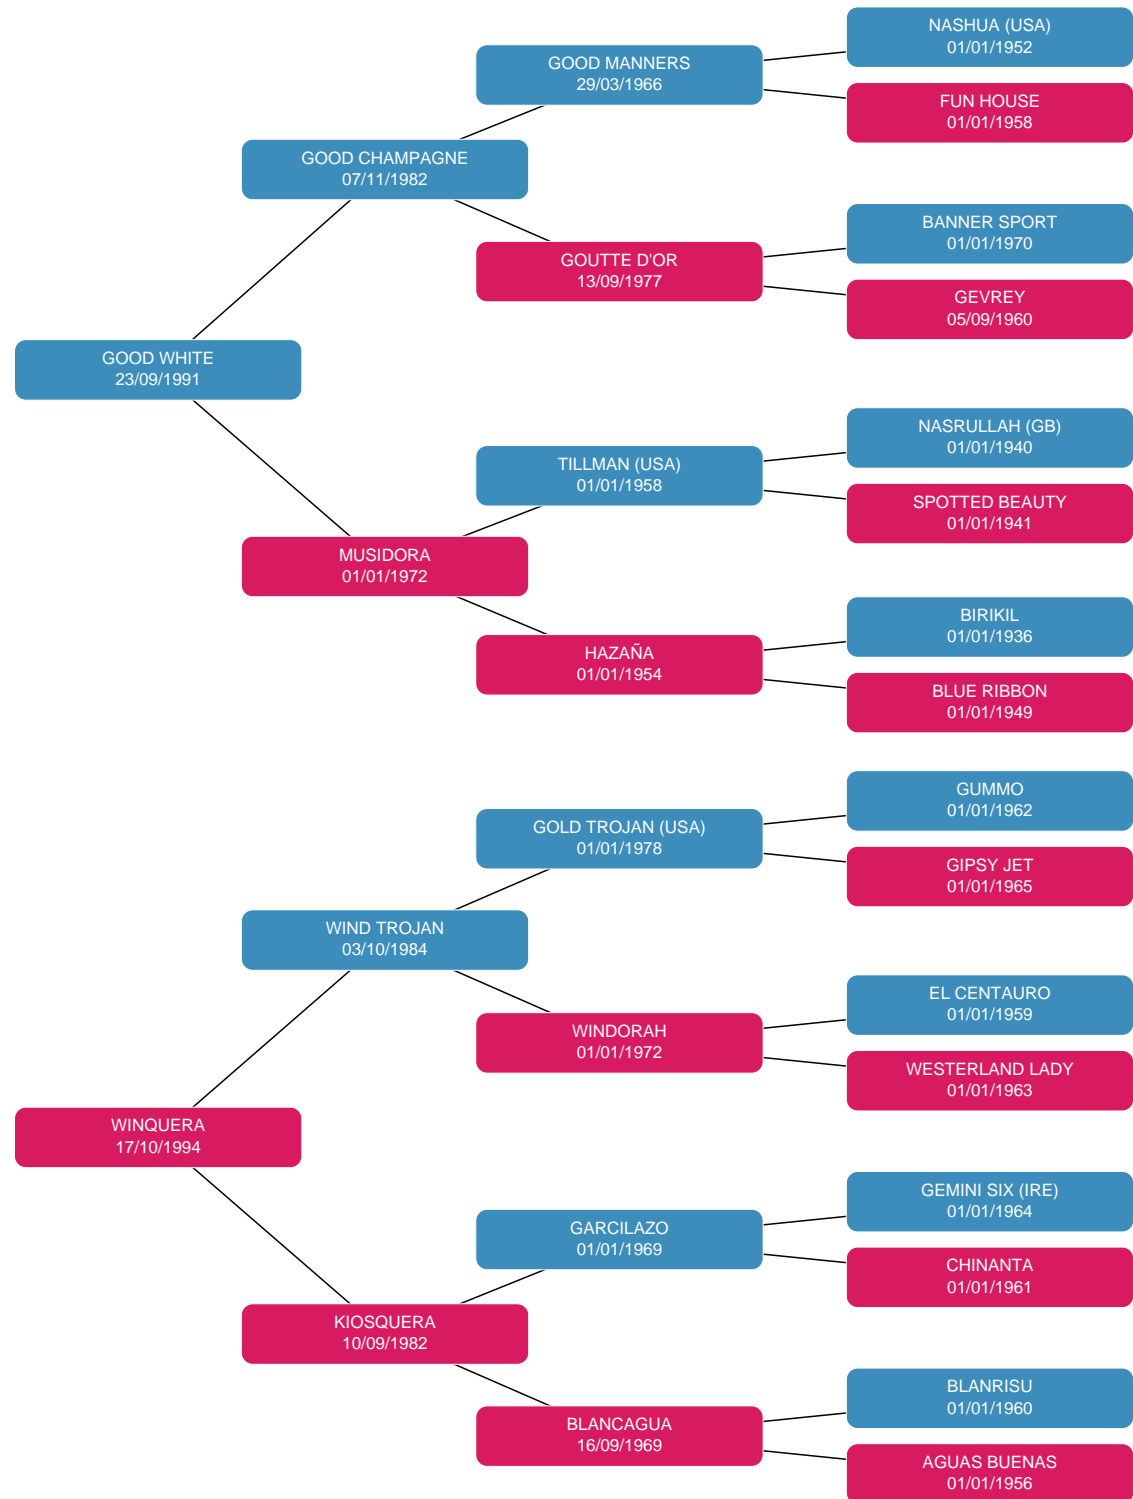 NASHUA (USA)
01/01/1952
GOOD MANNERS
29/03/1966
FUN HOUSE
01/01/1958
GOOD CHAMPAGNE
07/11/1982
BANNER SPORT
01/01/1970
GOUTTE D'OR
13/09/1977
GEVREY
05/09/1960
GOOD WHITE
23/09/1991
NASRULLAH (GB)
01/01/1940
TILLMAN (USA)
01/01/1958
SPOTTED BEAUTY
01/01/1941
MUSIDORA
01/01/1972
BIRIKIL
01/01/1936
HAZAÑA
01/01/1954
BLUE RIBBON
01/01/1949
GUMMO
01/01/1962
GOLD TROJAN (USA)
01/01/1978
GIPSY JET
01/01/1965
WIND TROJAN
03/10/1984
EL CENTAURO
01/01/1959
WINDORAH
01/01/1972
WESTERLAND LADY
01/01/1963
WINQUERA
17/10/1994
GEMINI SIX (IRE)
01/01/1964
GARCILAZO
01/01/1969
CHINANTA
01/01/1961
KIOSQUERA
10/09/1982
BLANRISU
01/01/1960
BLANCAGUA
16/09/1969
AGUAS BUENAS
01/01/1956